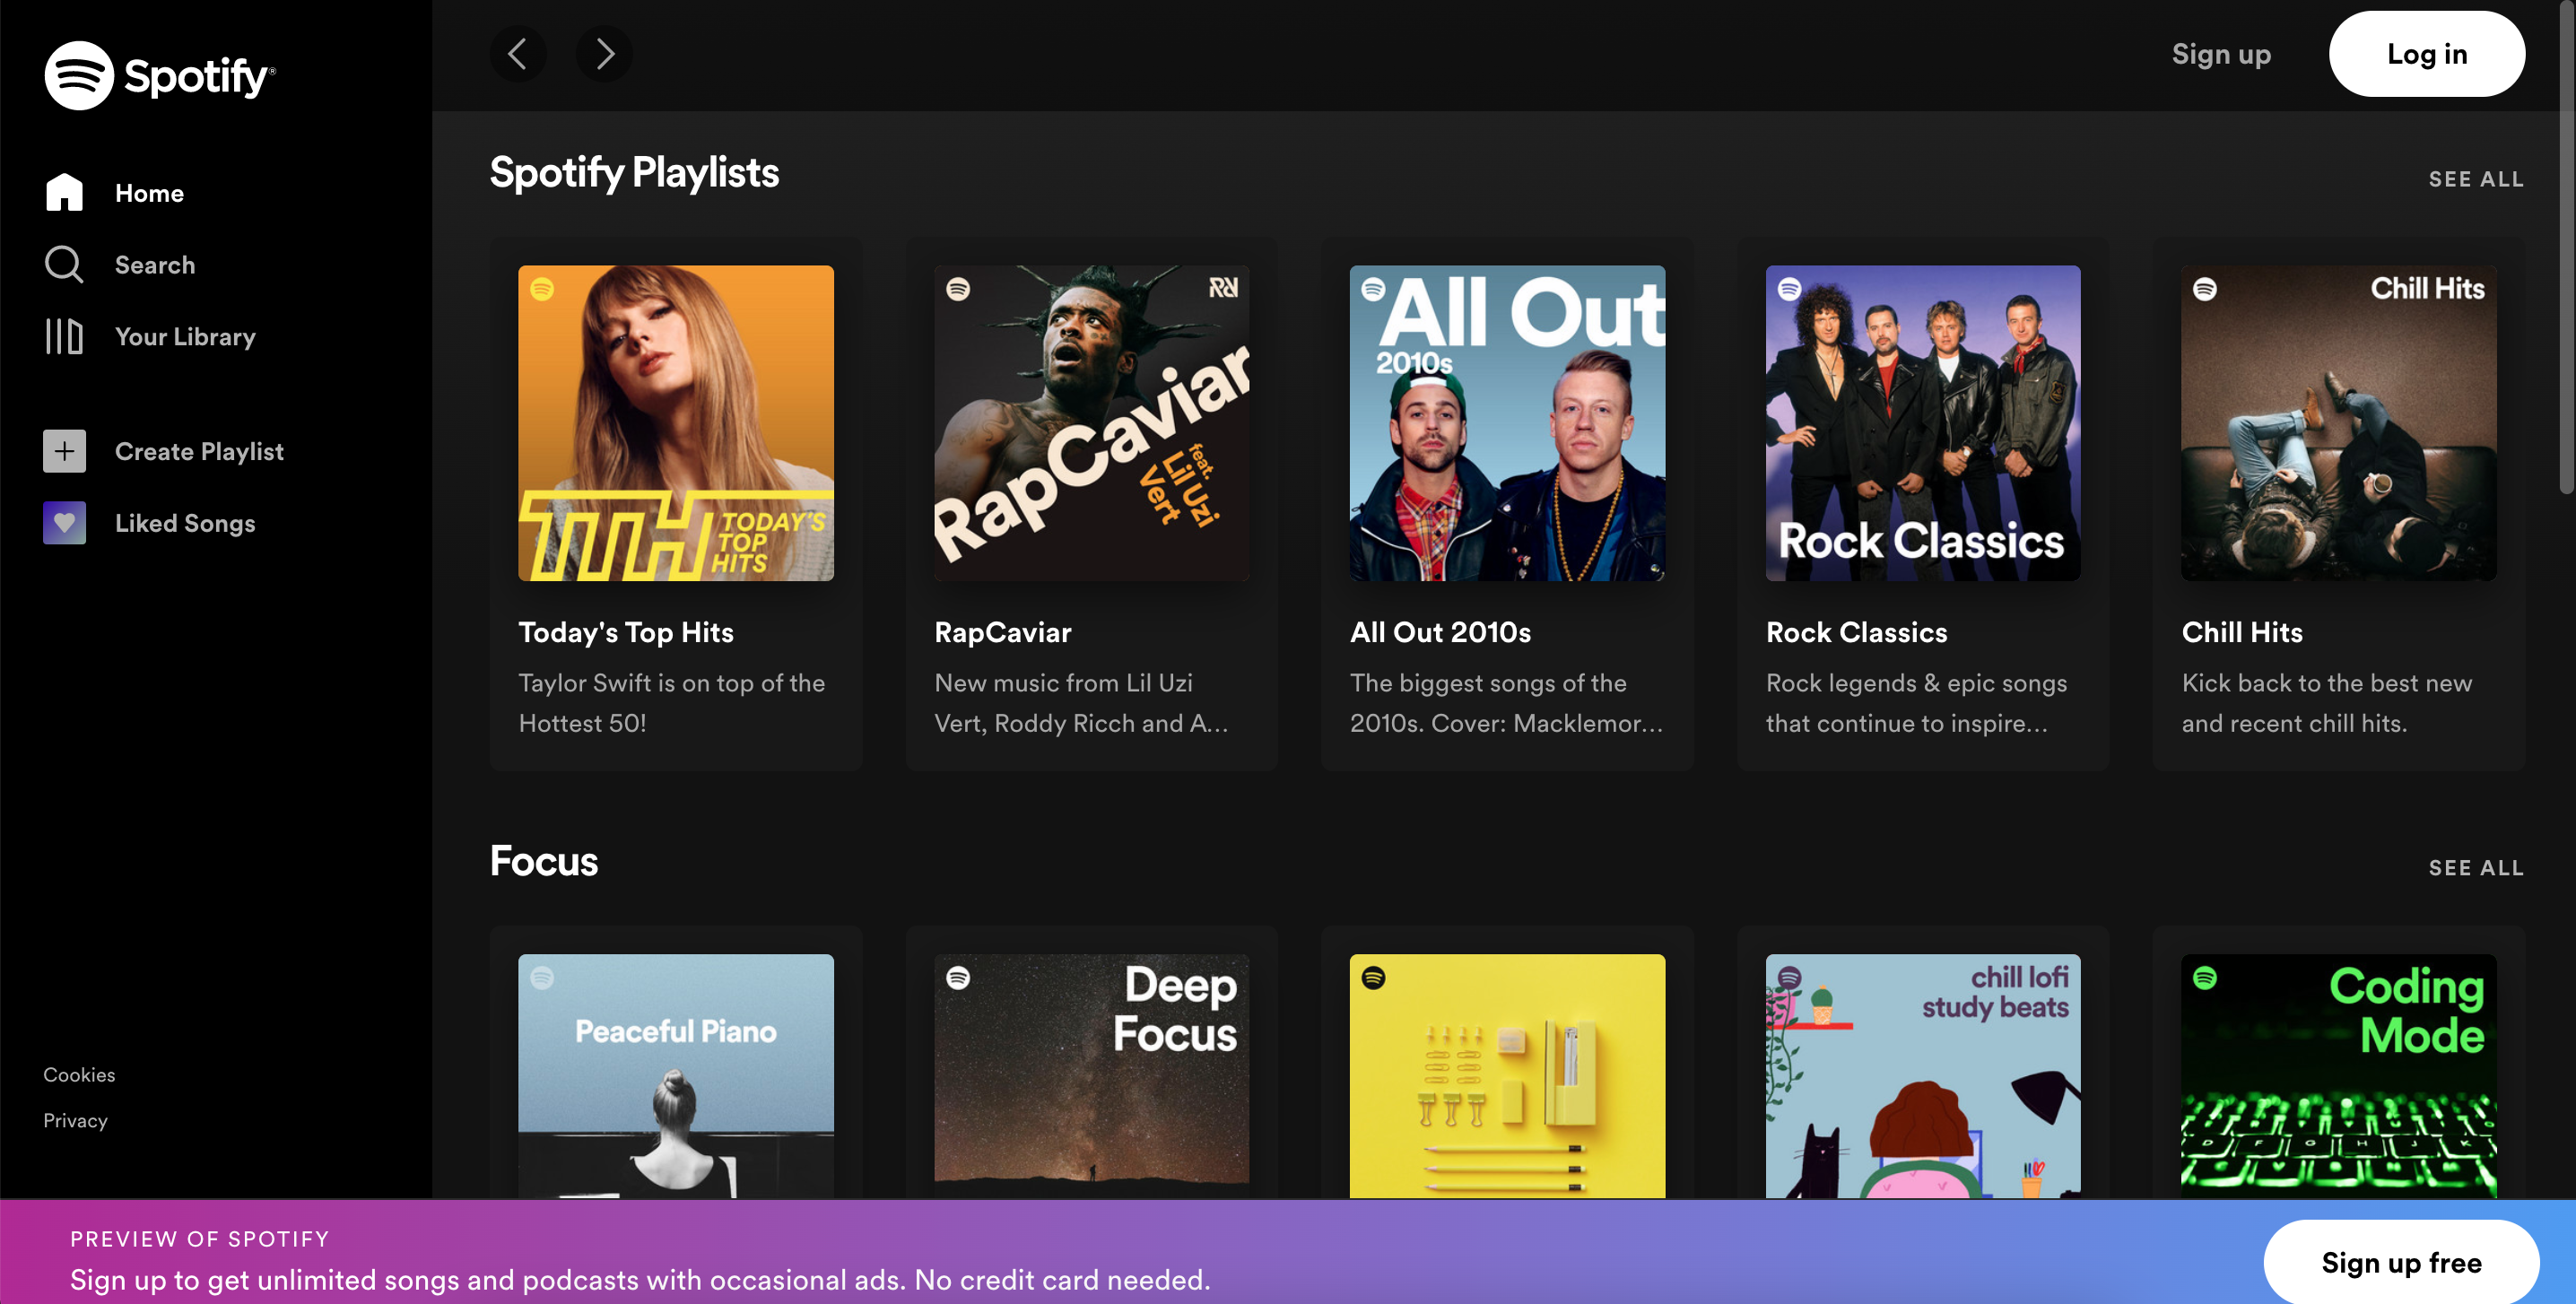 Spotify®
Home
Search
Your Library
Create Playlist
Liked Songs
Cookies
Privacy
Sign up
Log in
Spotify Playlists
SEE ALL
TTH TODAY'S
TOP
HITS
Today's Top Hits
Taylor Swift is on top of the
Hottest 50!
RapCaviar
feat.
Lil Uzi
Vert
RapCaviar
New music from Lil Uzi
Vert, Roddy Ricch and A...
All Out
2010s
All Out 2010s
The biggest songs of the
2010s. Cover: Macklemor...
Rock Classics
Rock Classics
Rock legends & epic songs
that continue to inspire...
Chill Hits
Chill Hits
Kick back to the best new
and recent chill hits.
Focus
SEE ALL
Peaceful Piano
Deep
Focus
chill lofi
study beats
Coding
Mode
D F G H J K
PREVIEW OF SPOTIFY
Sign up to get unlimited songs and podcasts with occasional ads. No credit card needed.
Sign up free